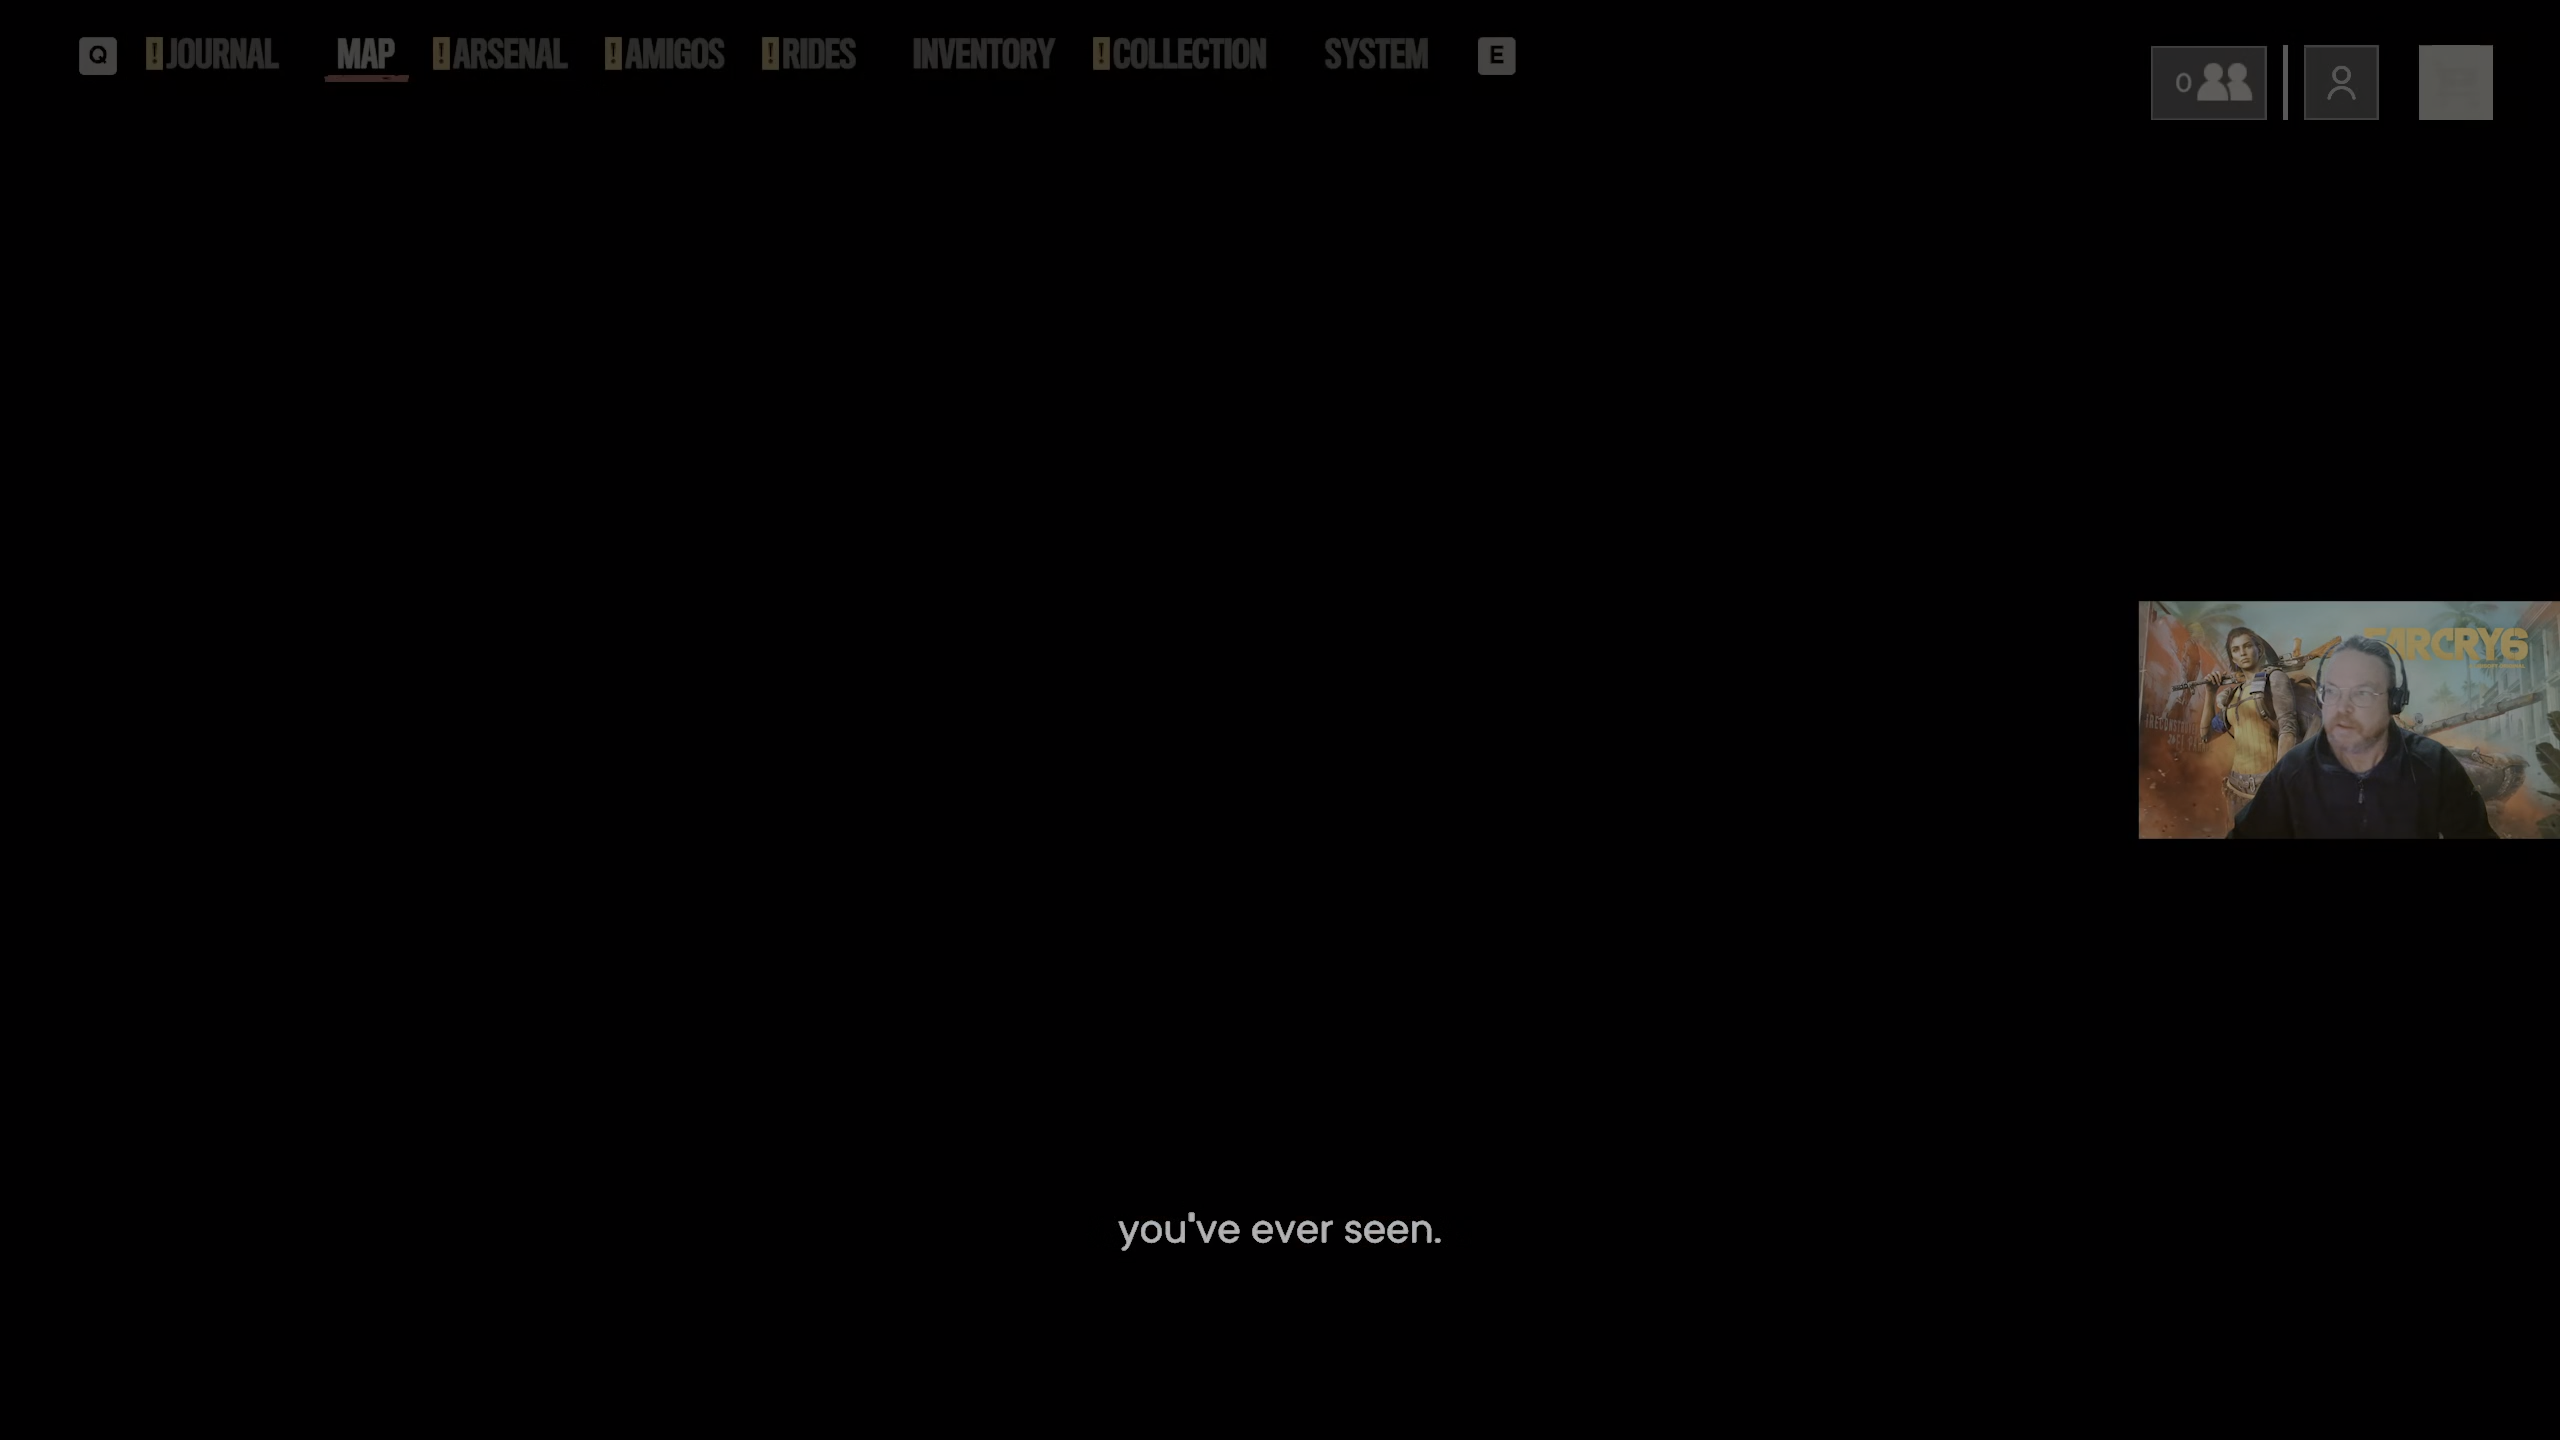 Q ! JOURNAL MAP ! ARSENAL ! AMIGOS ! RIDES INVENTORY ! COLLECTION SYSTEM E
0
FARCRY6
you've ever seen.